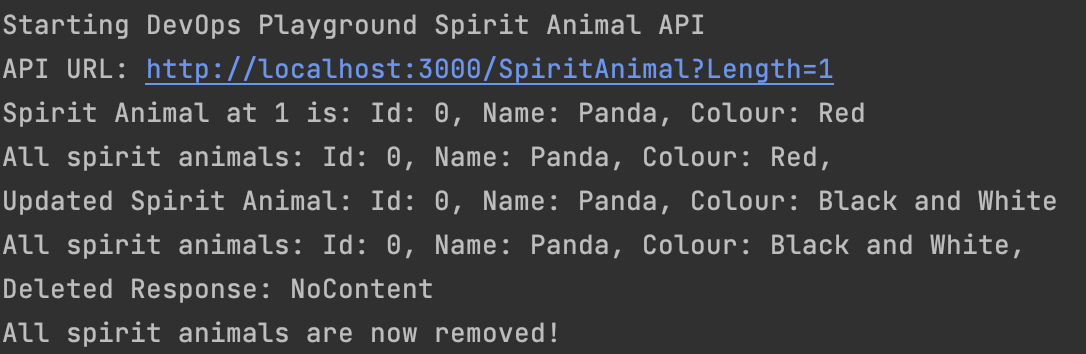 Starting DevOps Playground Spirit Animal API
API URL: http://localhost:3000/SpiritAnimal?Length=1
Spirit Animal at 1 is: Id: 0, Name: Panda, Colour: Red
All spirit animals: Id: 0, Name: Panda, Colour: Red,
Updated Spirit Animal: Id: 0, Name: Panda, Colour: Black and White
All spirit animals: Id: 0, Name: Panda, Colour: Black and White,
Deleted Response: NoContent
All spirit animals are now removed!